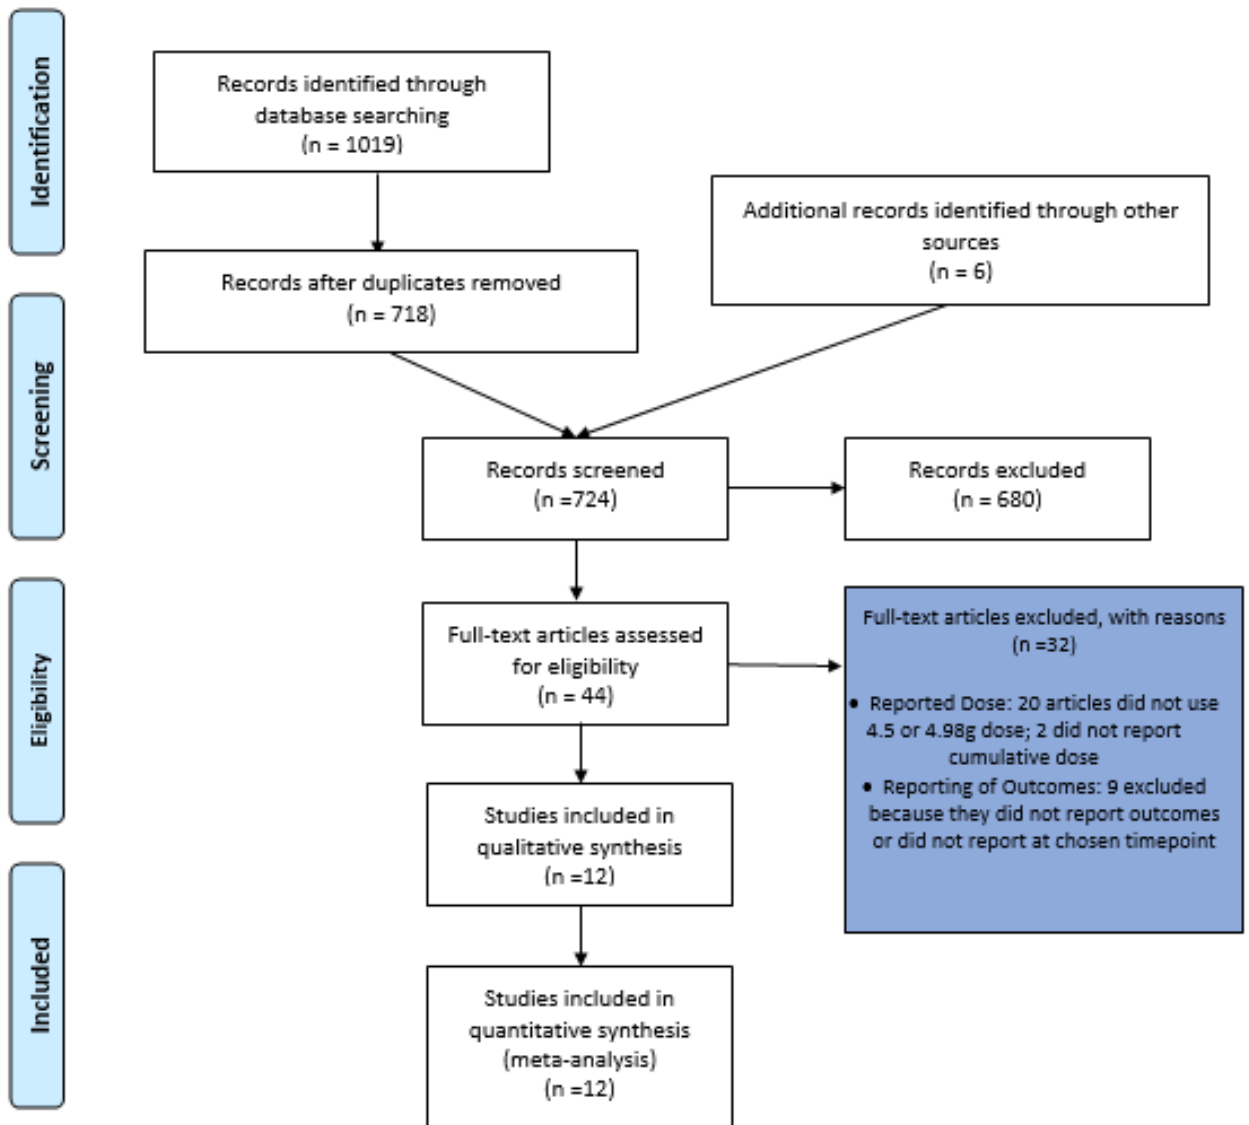 Identification
Records identified through
database searching
(n = 1019)
Additional records identified through other
sources
(n = 6)
Records after duplicates removed
(n = 718)
Screening
Records screened
(n =724)
Records excluded
(n = 680)
Eligibility
Full-text articles assessed
for eligibility
(n = 44)
Full-text articles excluded, with reasons
(n =32)
• Reported Dose: 20 articles did not use
4.5 or 4.98g dose; 2 did not report
cumulative dose
• Reporting of Outcomes: 9 excluded
because they did not report outcomes
or did not report at chosen timepoint
Studies included in
qualitative synthesis
(n =12)
Included
Studies included in
quantitative synthesis
(meta-analysis)
(n =12)